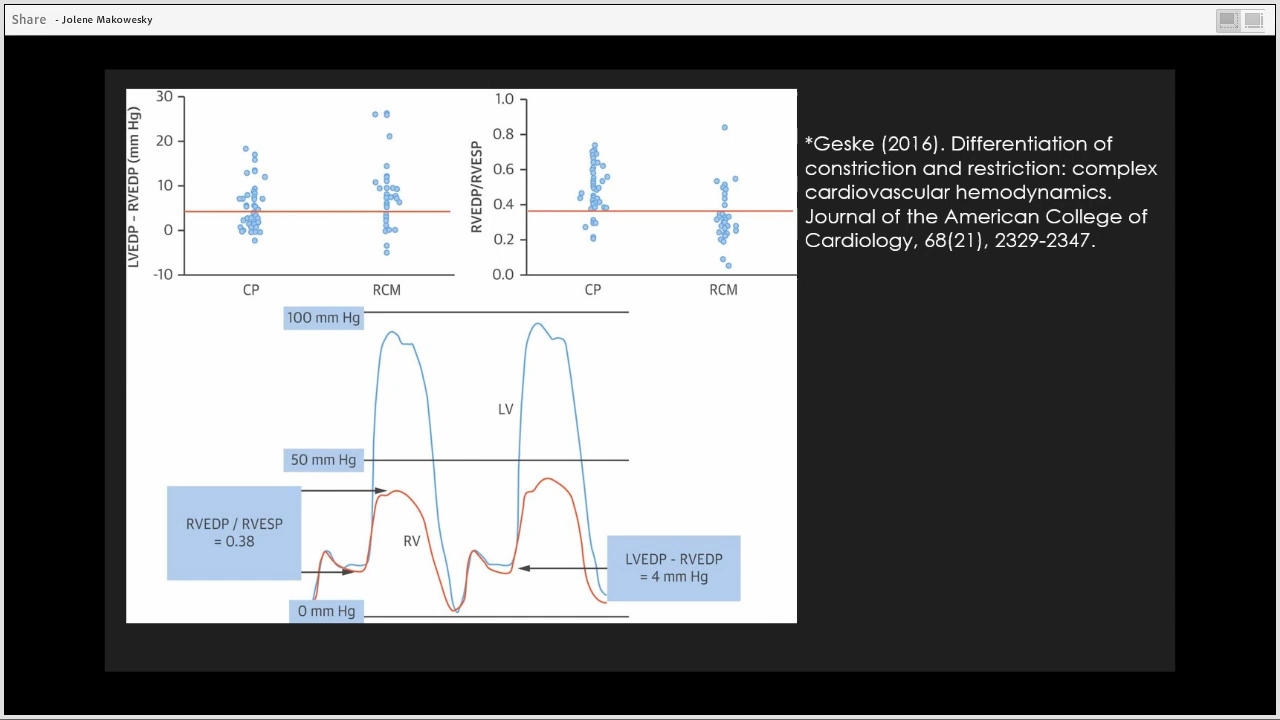 Share - Jolene Makowesky
LVEDP - RVEDP (mm Hg)
30
20
10
0
-10
CP
RCM
RVEDP/RVESP
1.0
0.8
0.6
0.4
0.2
0.0
CP
RCM
*Geske (2016). Differentiation of
constriction and restriction: complex
cardiovascular hemodynamics.
Journal of the American College of
Cardiology, 68(21), 2329-2347.
100 mm Hg
LV
50 mm Hg
RVEDP / RVESP
= 0.38
RV
LVEDP - RVEDP
= 4 mm Hg
0 mm Hg